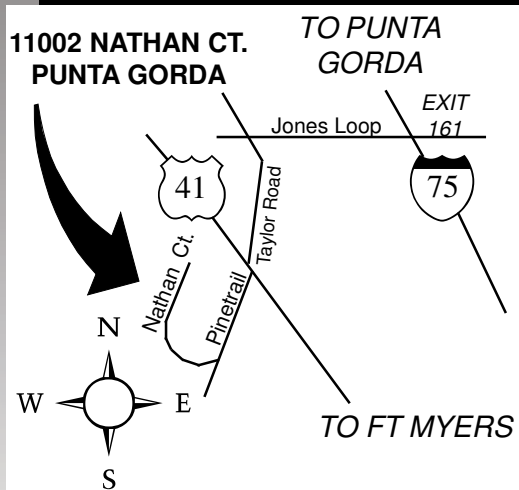 11002 NATHAN CT.
PUNTA GORDA
TO PUNTA
GORDA
EXIT
161
Jones Loop
41
75
Taylor Road
Nathan Ct.
Pinetrail
N
W
E
S
TO FT MYERS